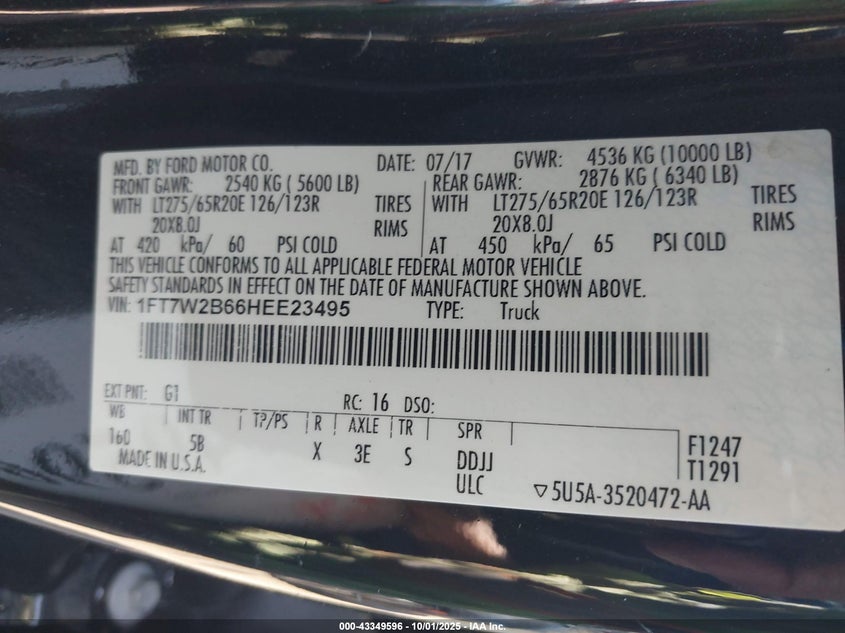 MFD. BY FORD MOTOR CO. DATE: 07/17 GVWR: 4536 KG (10000 LB)
FRONT GAWR: 2540 KG ( 5600 LB) REAR GAWR: 2876 KG ( 6340 LB)
WITH LT275/65R20E 126/123R TIRES WITH LT275/65R20E 126/123R TIRES
20X8.0J RIMS 20X8.0J RIMS
AT 420 kPa/ 60 PSI COLD AT 450 kPa/ 65 PSI COLD
THIS VEHICLE CONFORMS TO ALL APPLICABLE FEDERAL MOTOR VEHICLE
SAFETY STANDARDS IN EFFECT ON THE DATE OF MANUFACTURE SHOWN ABOVE.
VIN: 1FT7W2B66HEE23495 TYPE: Truck
EXT PNT: G1 RC: 16 DSO:
WB INT TR TP/PS R AXLE TR SPR
160 5B X 3E S DDJJ F1247
MADE IN U.S.A. ULC T1291
5U5A-3520472-AA
000-43349596 - 10/01/2025 - IAA Inc.